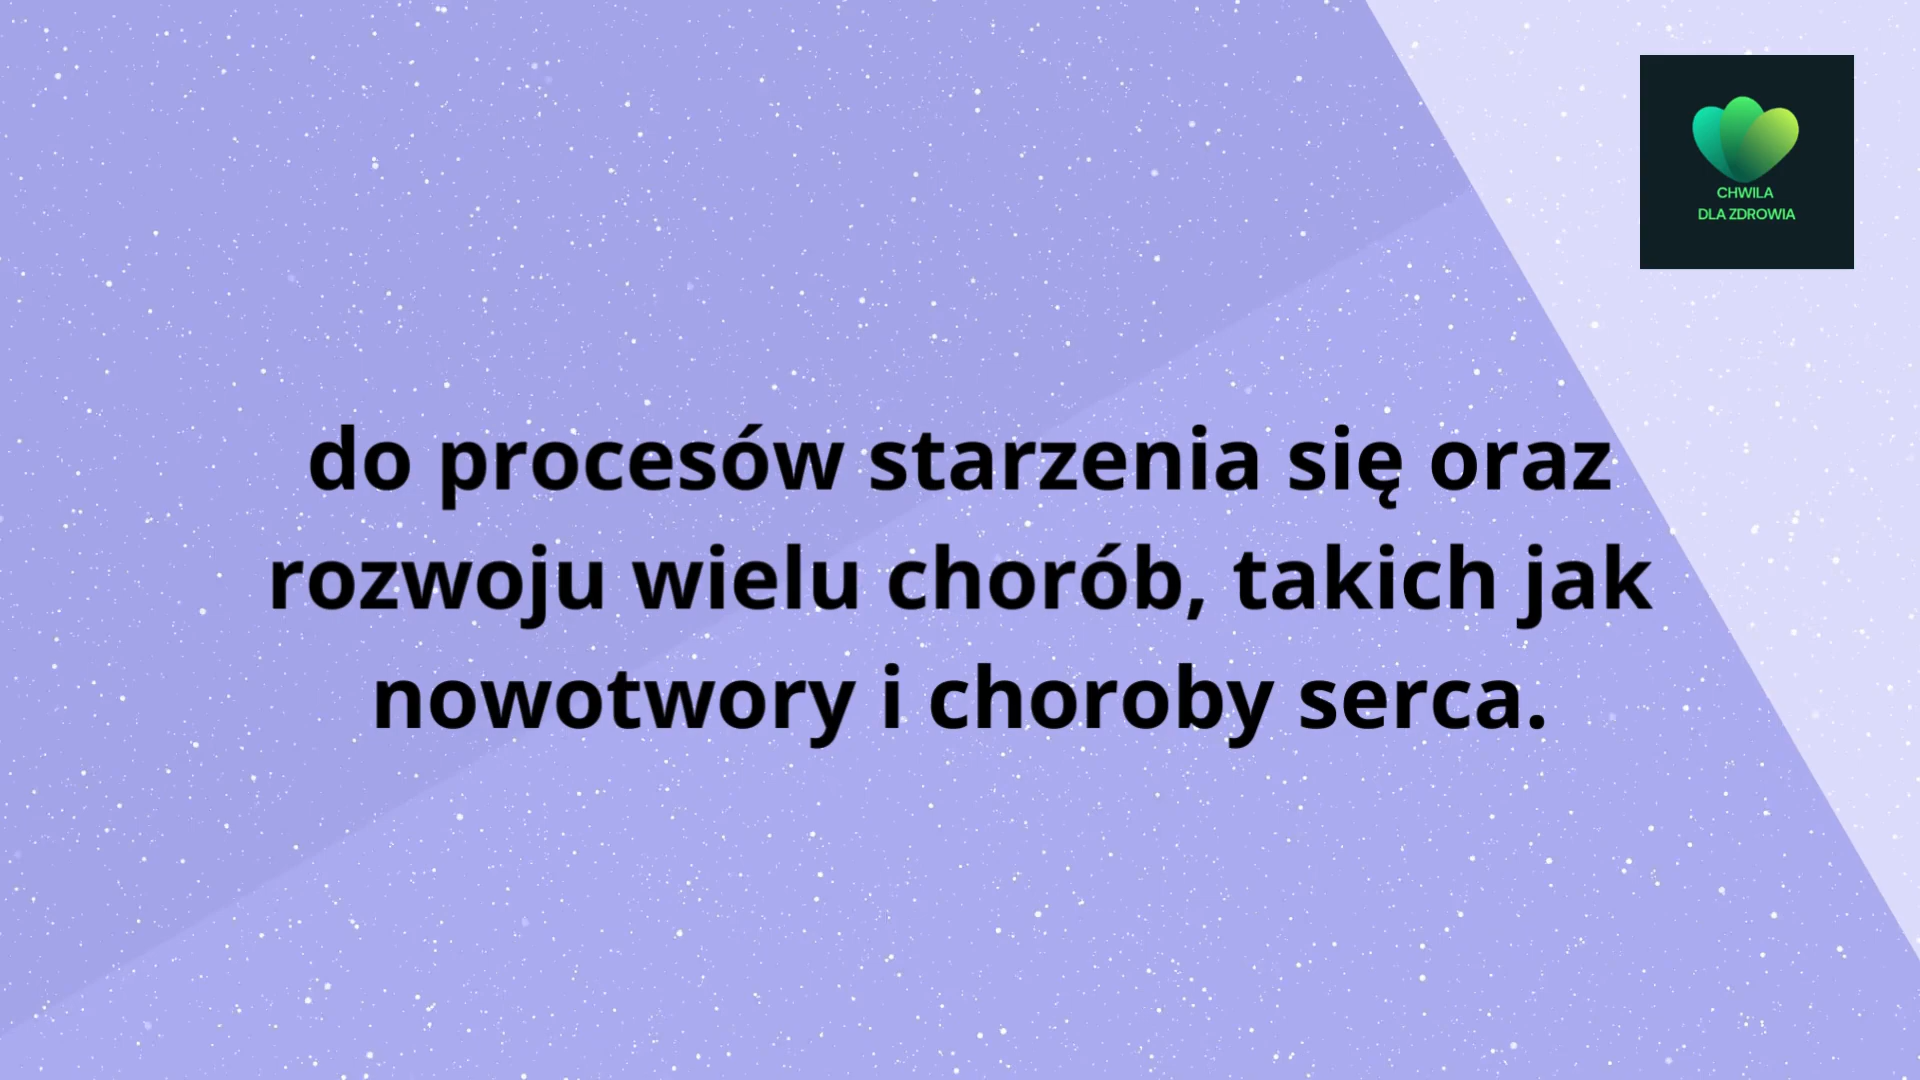 CHWILA
DLA ZDROWIA
do procesów starzenia się oraz
rozwoju wielu chorób, takich jak
nowotwory i choroby serca.